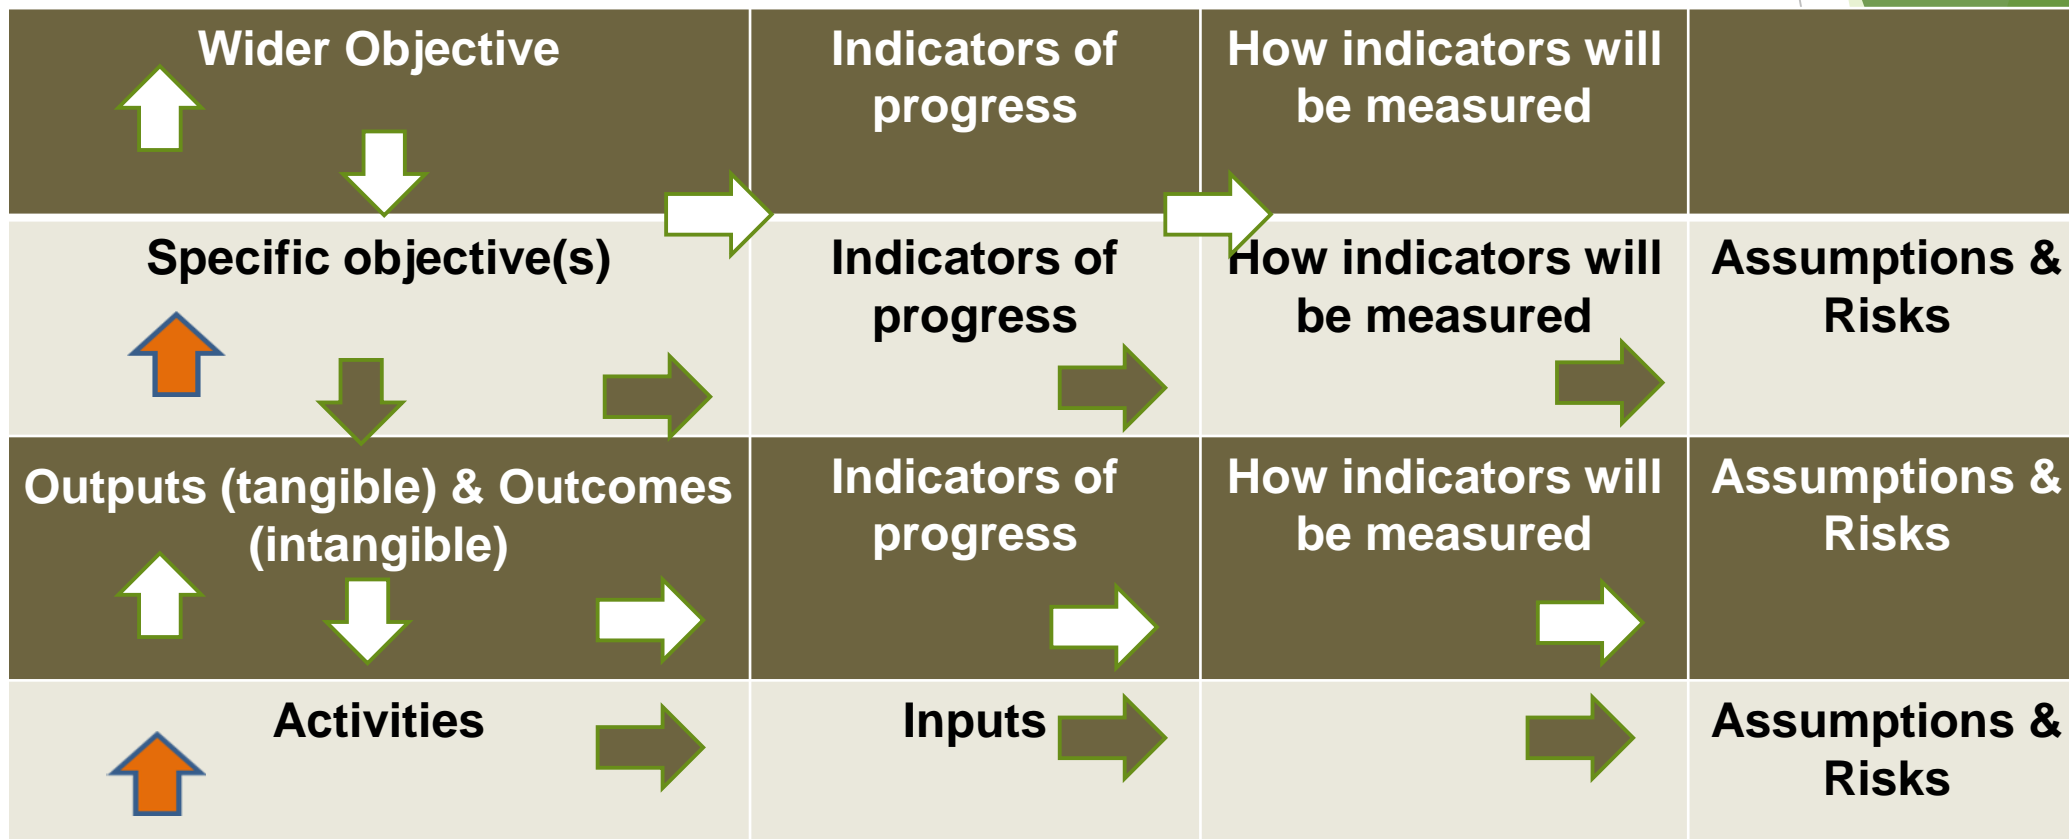 Wider Objective
Indicators of
progress
How indicators will
be measured
Specific objective(s)
Indicators of
progress
How indicators will
be measured
Assumptions &
Risks
Outputs (tangible) & Outcomes
(intangible)
Indicators of
progress
How indicators will
be measured
Assumptions &
Risks
Activities
Inputs
Assumptions &
Risks